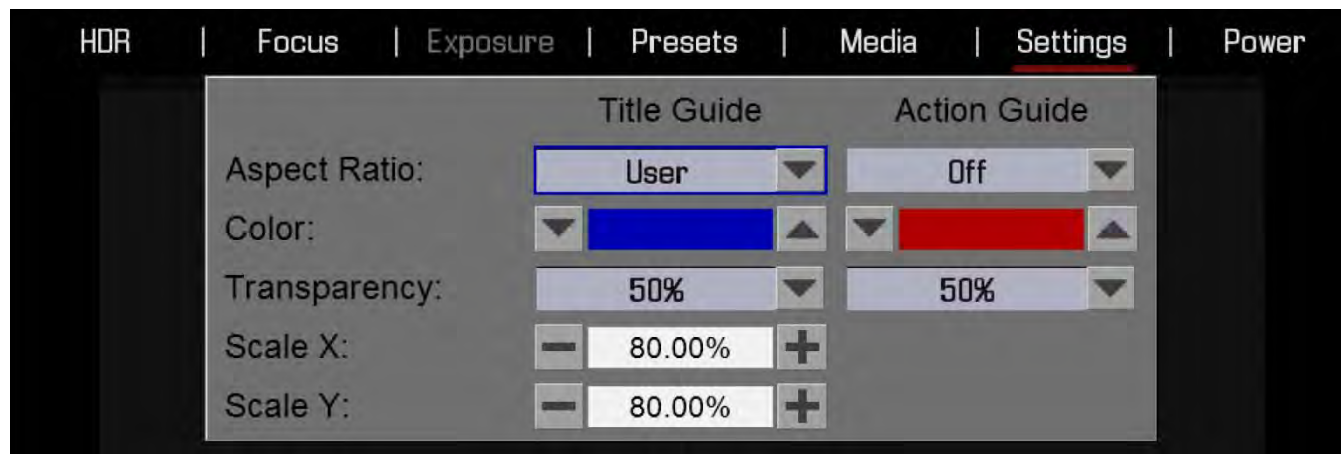 HDR | Focus | Exposure | Presets | Media | Settings | Power
Title Guide Action Guide
Aspect Ratio: User Off
Color:
Transparency: 50% 50%
Scale X: 80.00%
Scale Y: 80.00%